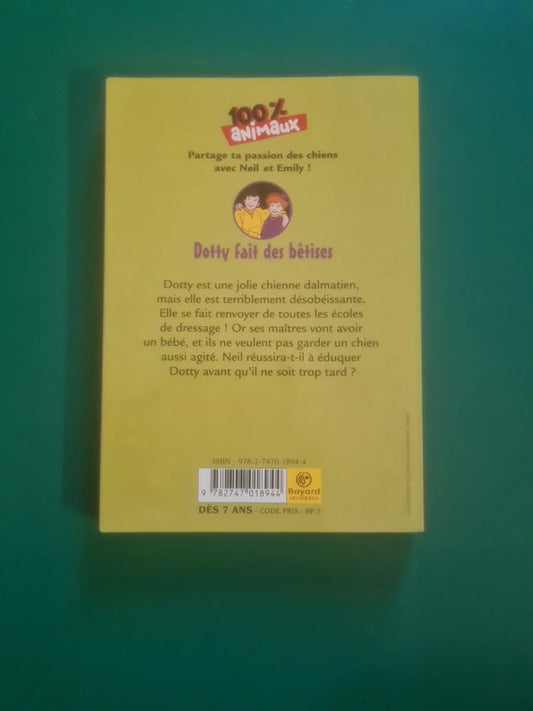 100%
animaux
Partage ta passion des chiens
avec Neil et Emily !
Dotty fait des bêtises
Dotty est une jolie chienne dalmatien,
mais elle est terriblement désobéissante.
Elle se fait renvoyer de toutes les écoles
de dressage ! Or ses maîtres vont avoir
un bébé, et ils ne veulent pas garder un chien
aussi agité. Neil réussira-t-il à éduquer
Dotty avant qu'il ne soit trop tard ?
ISBN - 978-2-7470-1894-4
9 782747 018944
Bayard
JEUNESSE
DÈS 7 ANS - CODE PRIX - BP 7